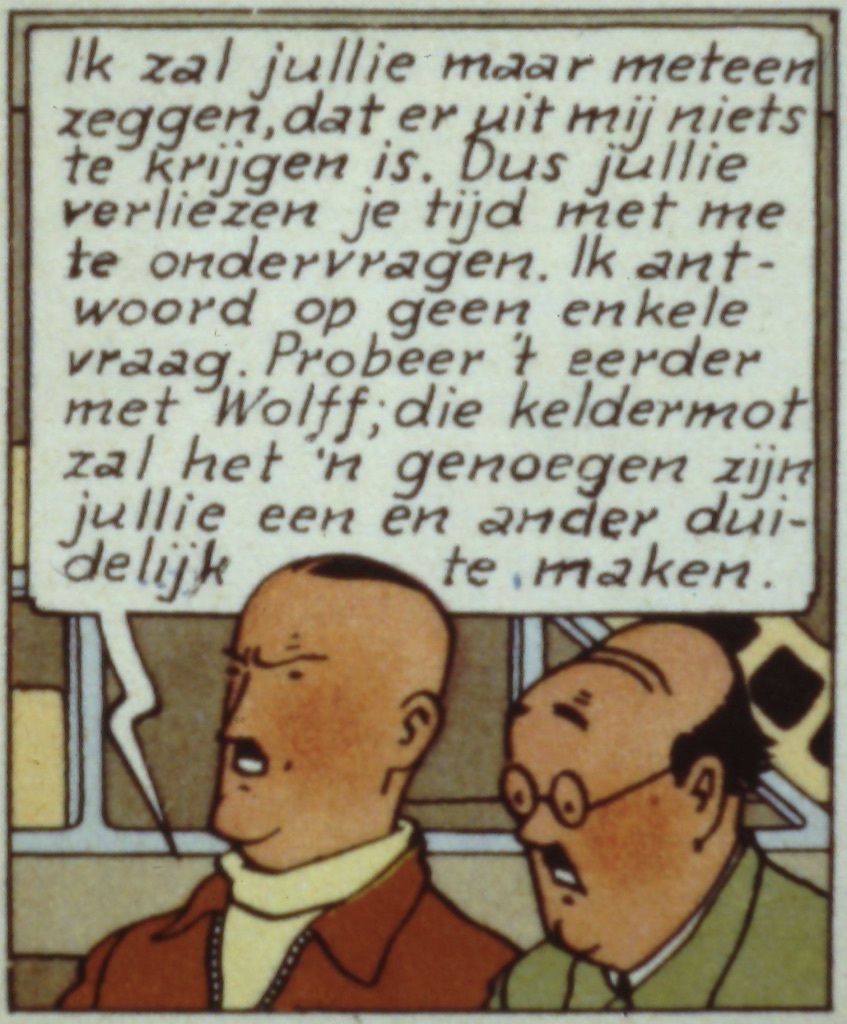 Ik zal jullie maar meteen
zeggen, dat er uit mij niets
te krijgen is. Dus jullie
verliezen je tijd met me
te ondervragen. Ik ant-
woord op geen enkele
vraag. Probeer 't eerder
met Wolff; die keldermot
zal het 'n genoegen zijn
jullie een en ander dui-
delijk te maken.